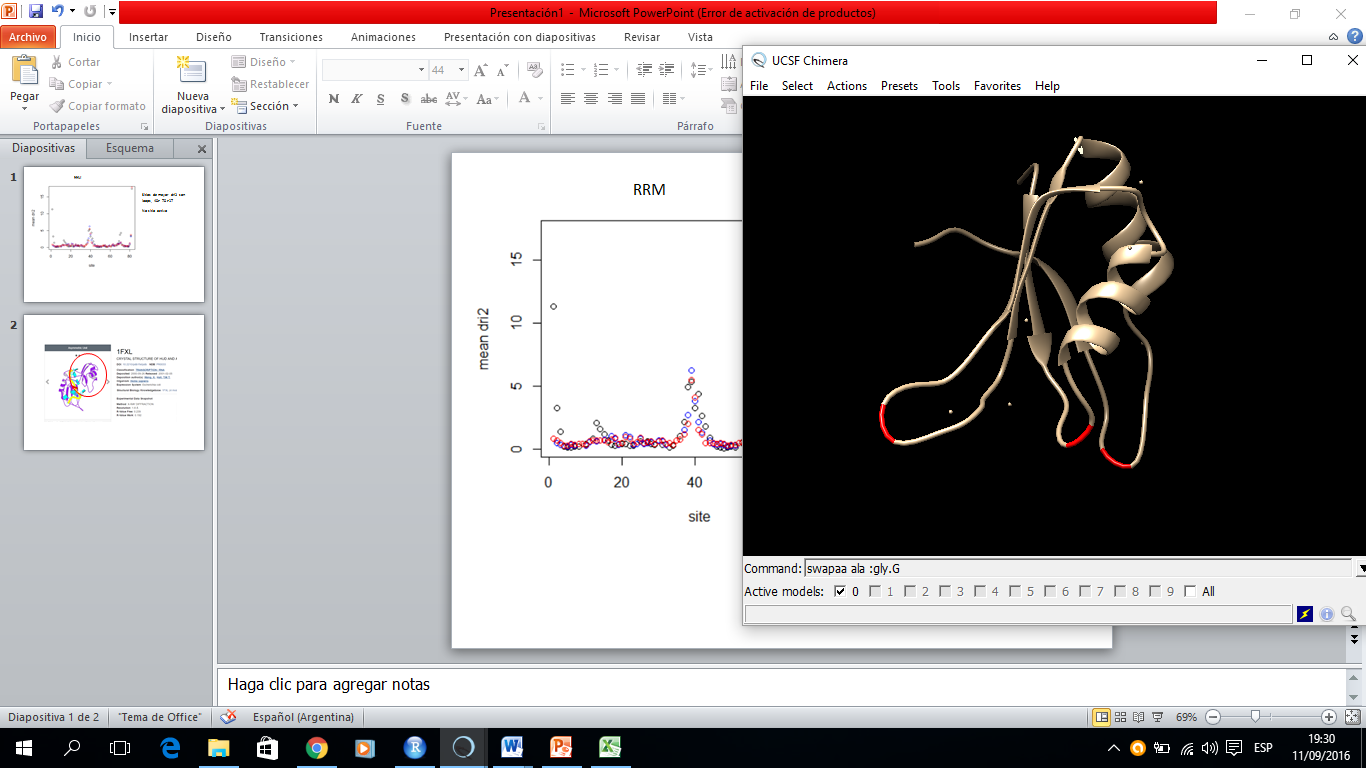 Presentación1 - Microsoft PowerPoint (Error de activación de productos)
Archivo Inicio Insertar Diseño Transiciones Animaciones Presentación con diapositivas Revisar Vista
Pegar
Cortar
Copiar
Copiar formato
Portapapeles
Nueva
diapositiva
Diseño
Restablecer
Sección
Diapositivas
44
N K S S abc AV Aa A
Fuente
Párrafo
Diapositivas Esquema
1
2
1FXL
RRM
mean dri2
15
10
5
0
0 20 40
site
UCSF Chimera
File Select Actions Presets Tools Favorites Help
Command: swapaa ala :gly.G
Active models: 0 1 2 3 4 5 6 7 8 9 All
Haga clic para agregar notas
Diapositiva 1 de 2 "Tema de Office" Español (Argentina) 69%
ESP
19:30
11/09/2016